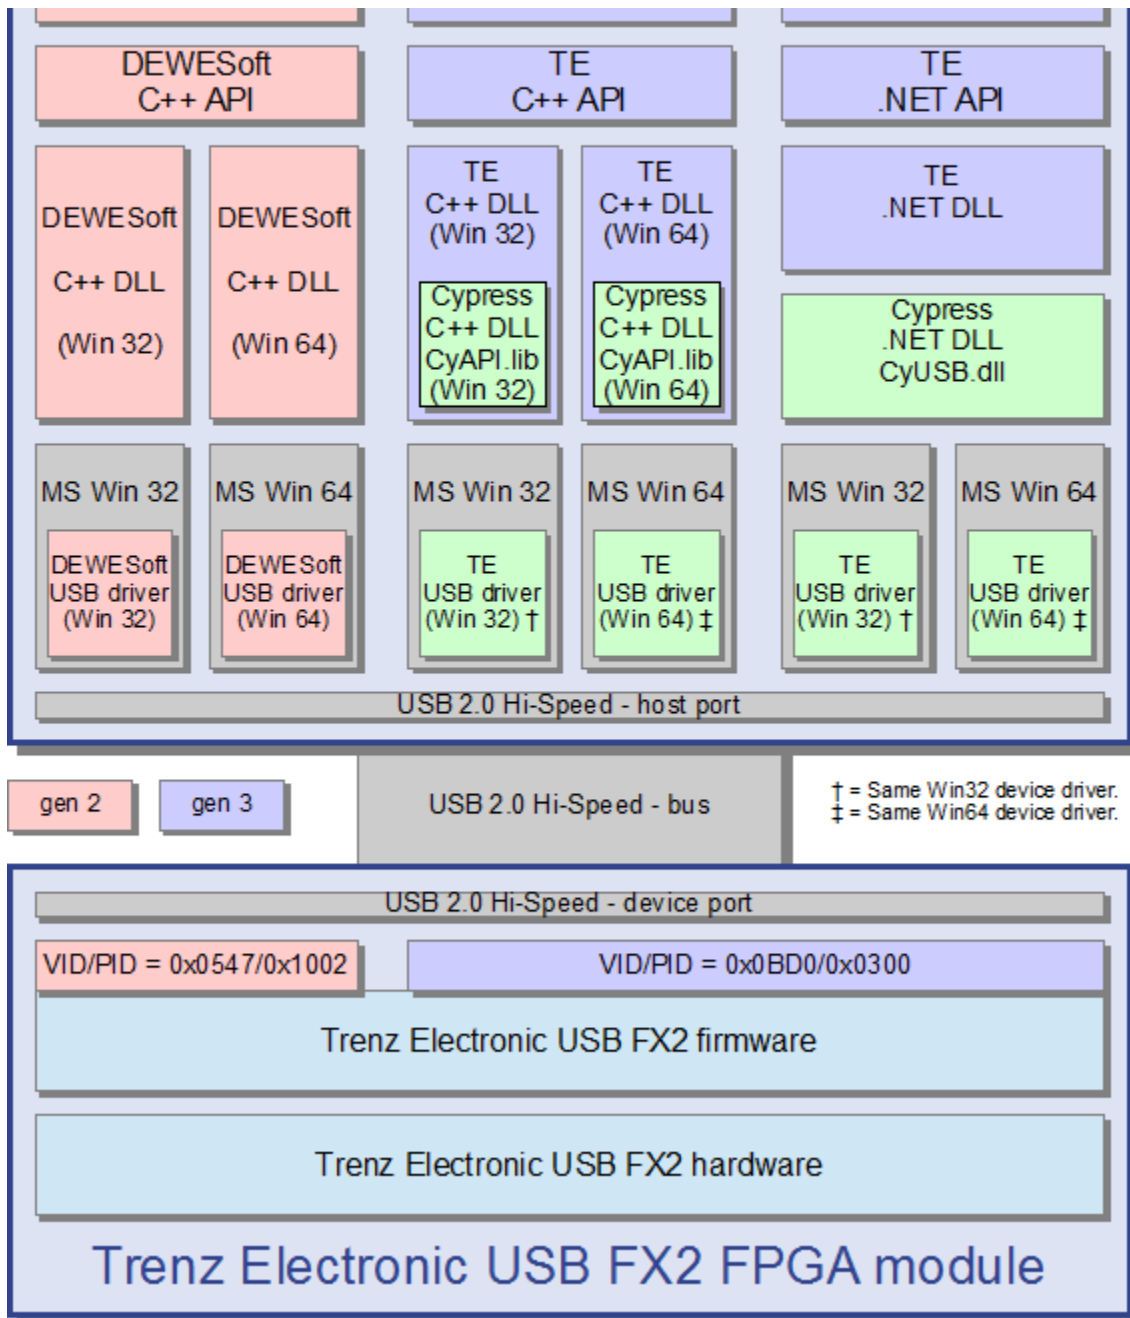 DEWESoft
C++ API
TE
C++ API
TE
.NET API
DEWESoft
C++ DLL
(Win 32)
DEWESoft
C++ DLL
(Win 64)
TE
C++ DLL
(Win 32)
Cypress
C++ DLL
CyAPI.lib
(Win 32)
TE
C++ DLL
(Win 64)
Cypress
C++ DLL
CyAPI.lib
(Win 64)
TE
.NET DLL
Cypress
.NET DLL
CyUSB.dll
MS Win 32
DEWESoft
USB driver
(Win 32)
MS Win 64
DEWESoft
USB driver
(Win 64)
MS Win 32
TE
USB driver
(Win 32) †
MS Win 64
TE
USB driver
(Win 64) ‡
MS Win 32
TE
USB driver
(Win 32) †
MS Win 64
TE
USB driver
(Win 64) ‡
USB 2.0 Hi-Speed - host port
gen 2
gen 3
USB 2.0 Hi-Speed - bus
† = Same Win32 device driver.
‡ = Same Win64 device driver.
USB 2.0 Hi-Speed - device port
VID/PID = 0x0547/0x1002
VID/PID = 0x0BD0/0x0300
Trenz Electronic USB FX2 firmware
Trenz Electronic USB FX2 hardware
Trenz Electronic USB FX2 FPGA module